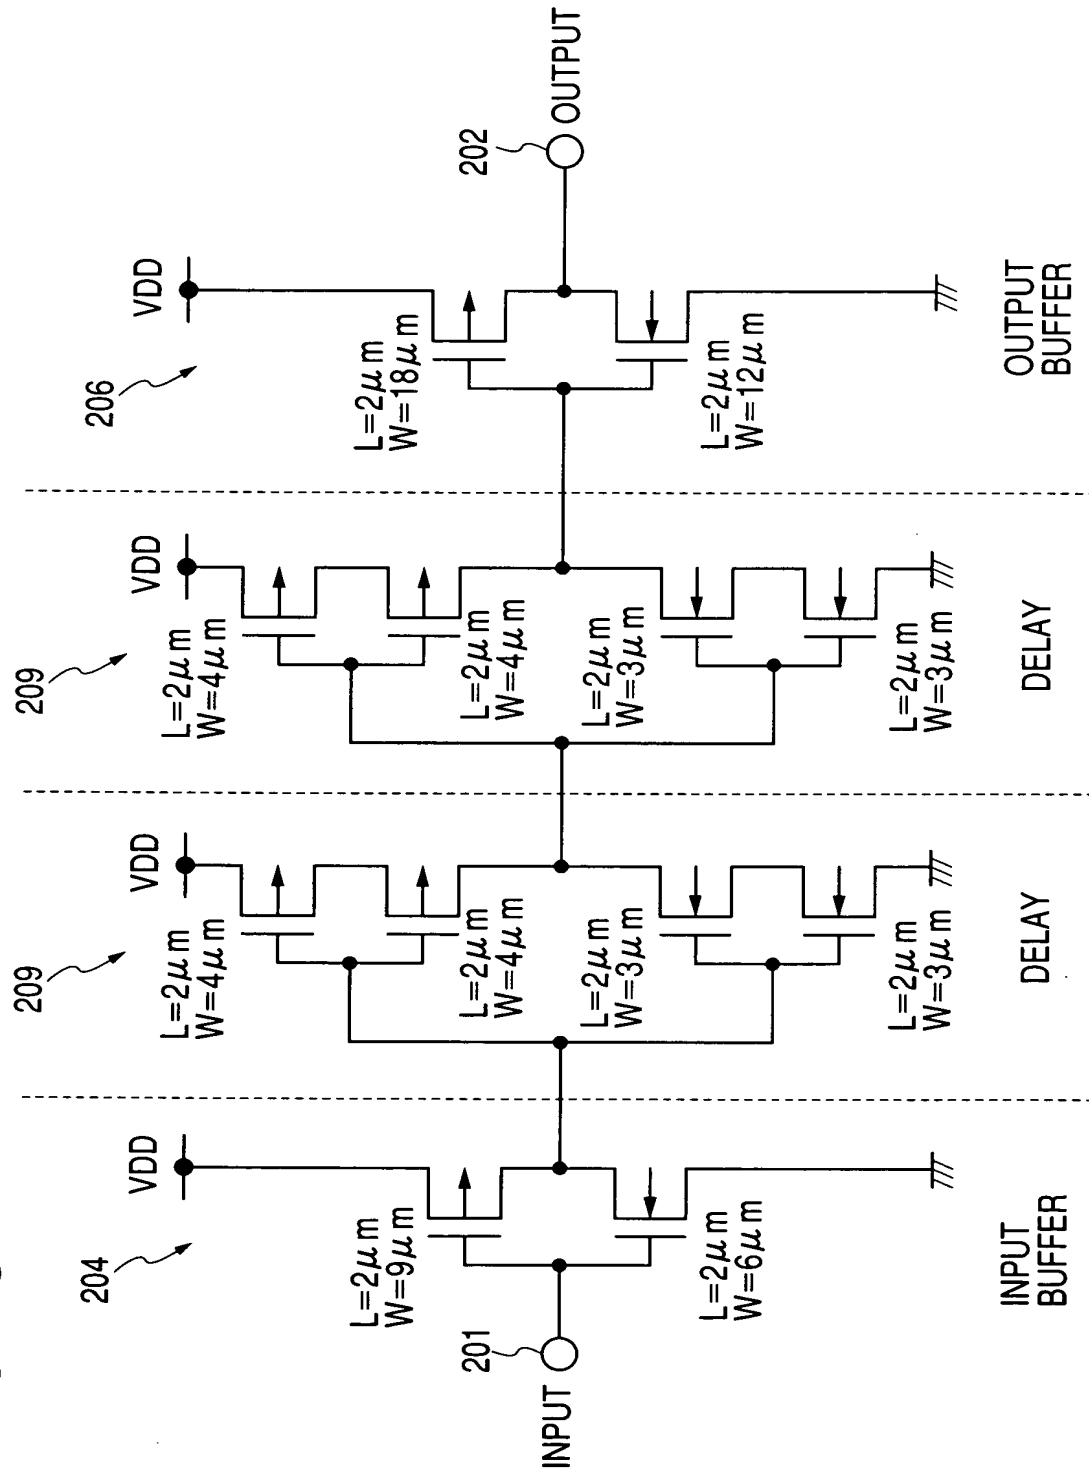 204
VDD
L=2μm
W=9μm
L=2μm
W=6μm
201
INPUT
INPUT
BUFFER
209
VDD
L=2μm
W=4μm
L=2μm
W=4μm
L=2μm
W=3μm
L=2μm
W=3μm
DELAY
209
VDD
L=2μm
W=4μm
L=2μm
W=4μm
L=2μm
W=3μm
L=2μm
W=3μm
DELAY
206
VDD
L=2μm
W=18μm
L=2μm
W=12μm
202
OUTPUT
OUTPUT
BUFFER